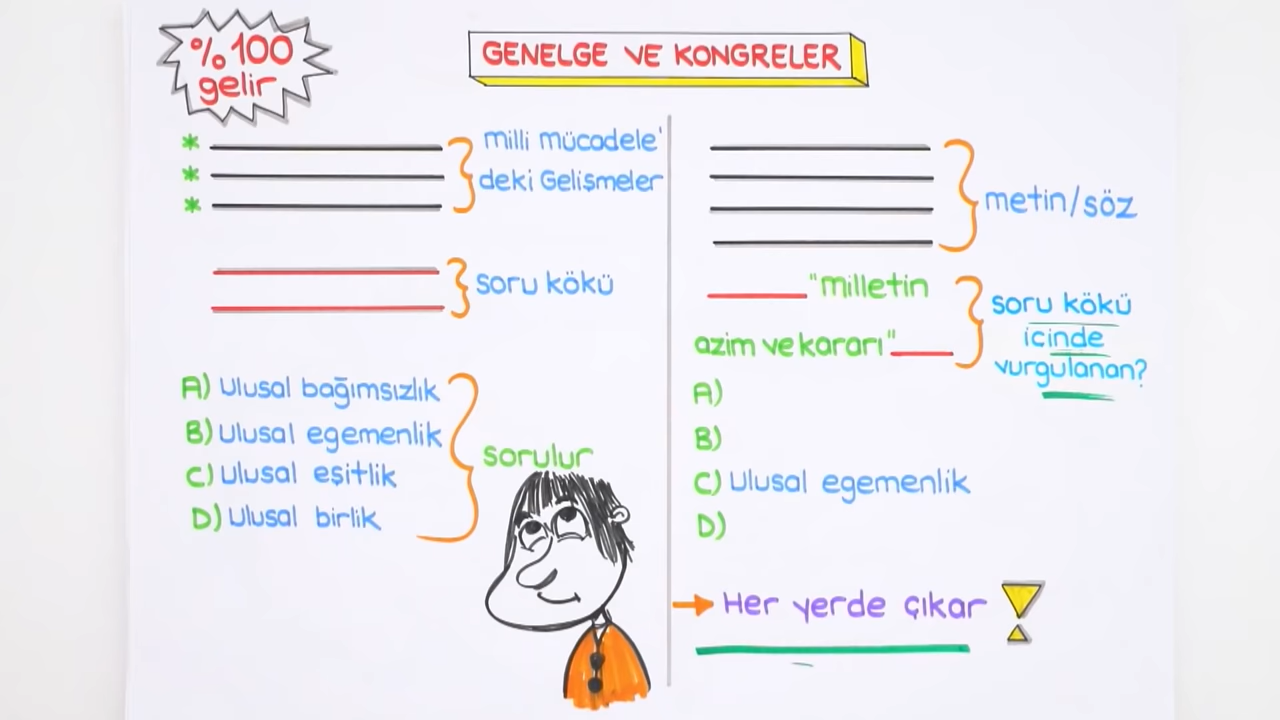 %100
gelir
GENELGE VE KONGRELER
* milli mücadele'
* deki Gelişmeler
*
soru kökü
A) Ulusal bağımsızlık
B) Ulusal egemenlik
C) Ulusal eşitlik
D) Ulusal birlik
sorulur
metin/söz
"milletin
azim ve kararı"
soru kökü
içinde
vurgulanan?
A)
B)
C) Ulusal egemenlik
D)
→ Her yerde çıkar